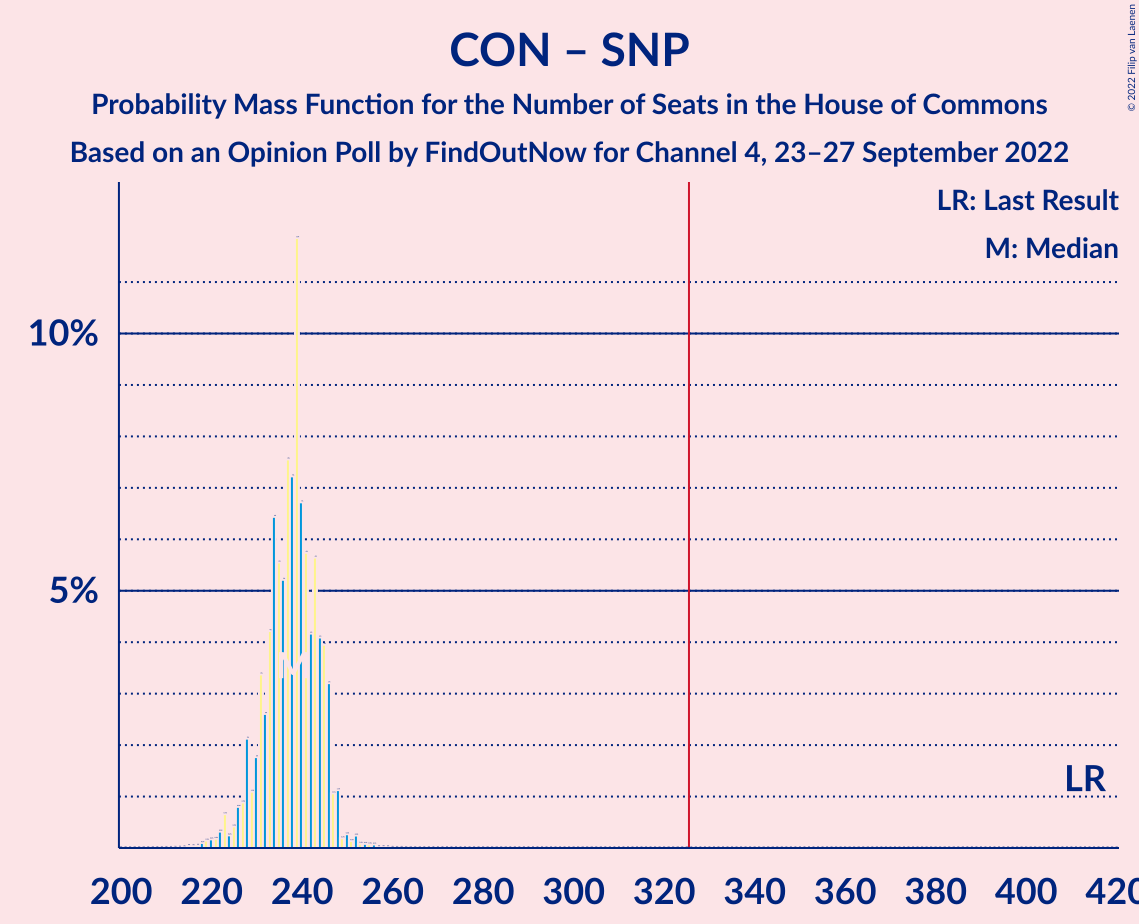 CON – SNP
Probability Mass Function for the Number of Seats in the House of Commons
Based on an Opinion Poll by FindOutNow for Channel 4, 23–27 September 2022
© 2022 Filip van Laenen
LR: Last Result
M: Median
10%
5%
M
LR
200 220 240 260 280 300 320 340 360 380 400 420